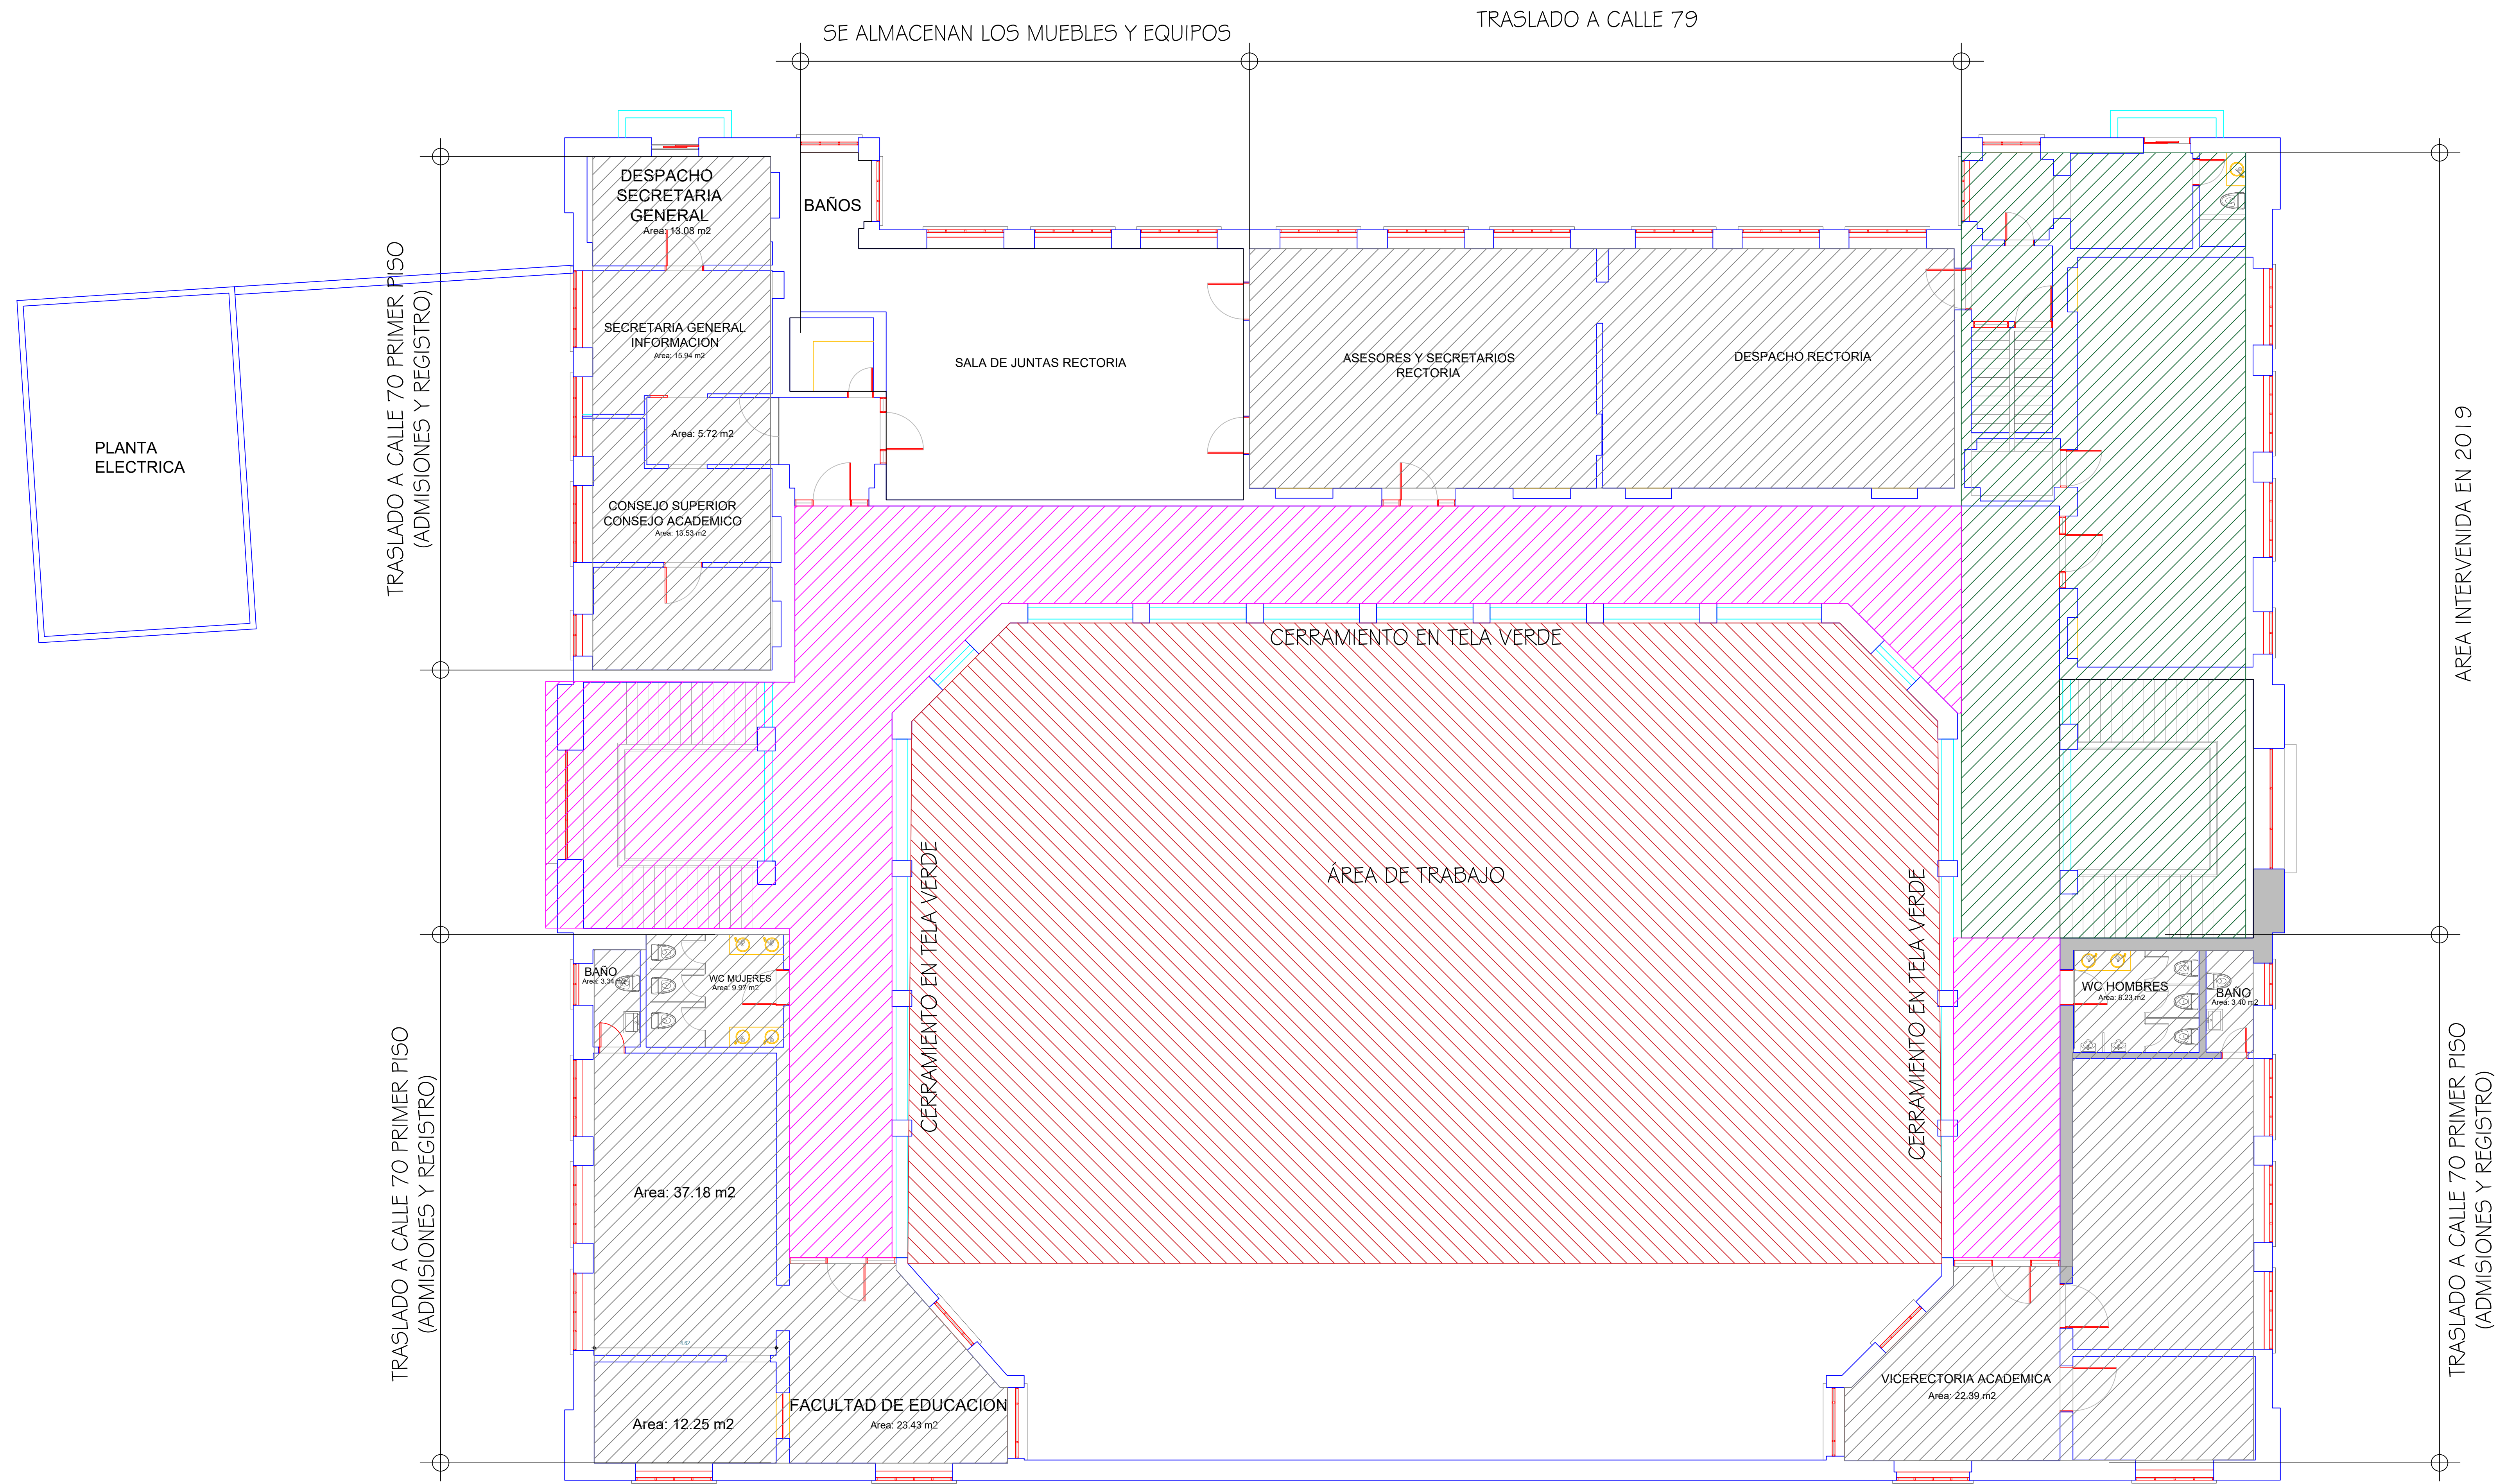 SE ALMACENAN LOS MUEBLES Y EQUIPOS
TRASLADO A CALLE 79
DESPACHO
SECRETARIA
GENERAL
Area: 13.08 m2
BAÑOS
TRASLADO A CALLE 70 PRIMER PISO
(ADMISIONES Y REGISTRO)
SECRETARIA GENERAL
INFORMACION
Area: 15.94 m2
SALA DE JUNTAS RECTORIA
ASESORES Y SECRETARIOS
RECTORIA
DESPACHO RECTORIA
PLANTA
ELECTRICA
Area: 5.72 m2
CONSEJO SUPERIOR
CONSEJO ACADEMICO
Area: 13.53 m2
AREA INTERVENIDA EN 2019
CERRAMIENTO EN TELA VERDE
ÁREA DE TRABAJO
CERRAMIENTO EN TELA VERDE
CERRAMIENTO EN TELA VERDE
BAÑO
Area: 3.34 m2
WC MUJERES
Area: 9.97 m2
WC HOMBRES
Area: 8.23 m2
BAÑO
Area: 3.40 m2
TRASLADO A CALLE 70 PRIMER PISO
(ADMISIONES Y REGISTRO)
TRASLADO A CALLE 70 PRIMER PISO
(ADMISIONES Y REGISTRO)
Area: 37.18 m2
FACULTAD DE EDUCACION
Area: 23.43 m2
VICERECTORIA ACADEMICA
Area: 22.39 m2
Area: 12.25 m2